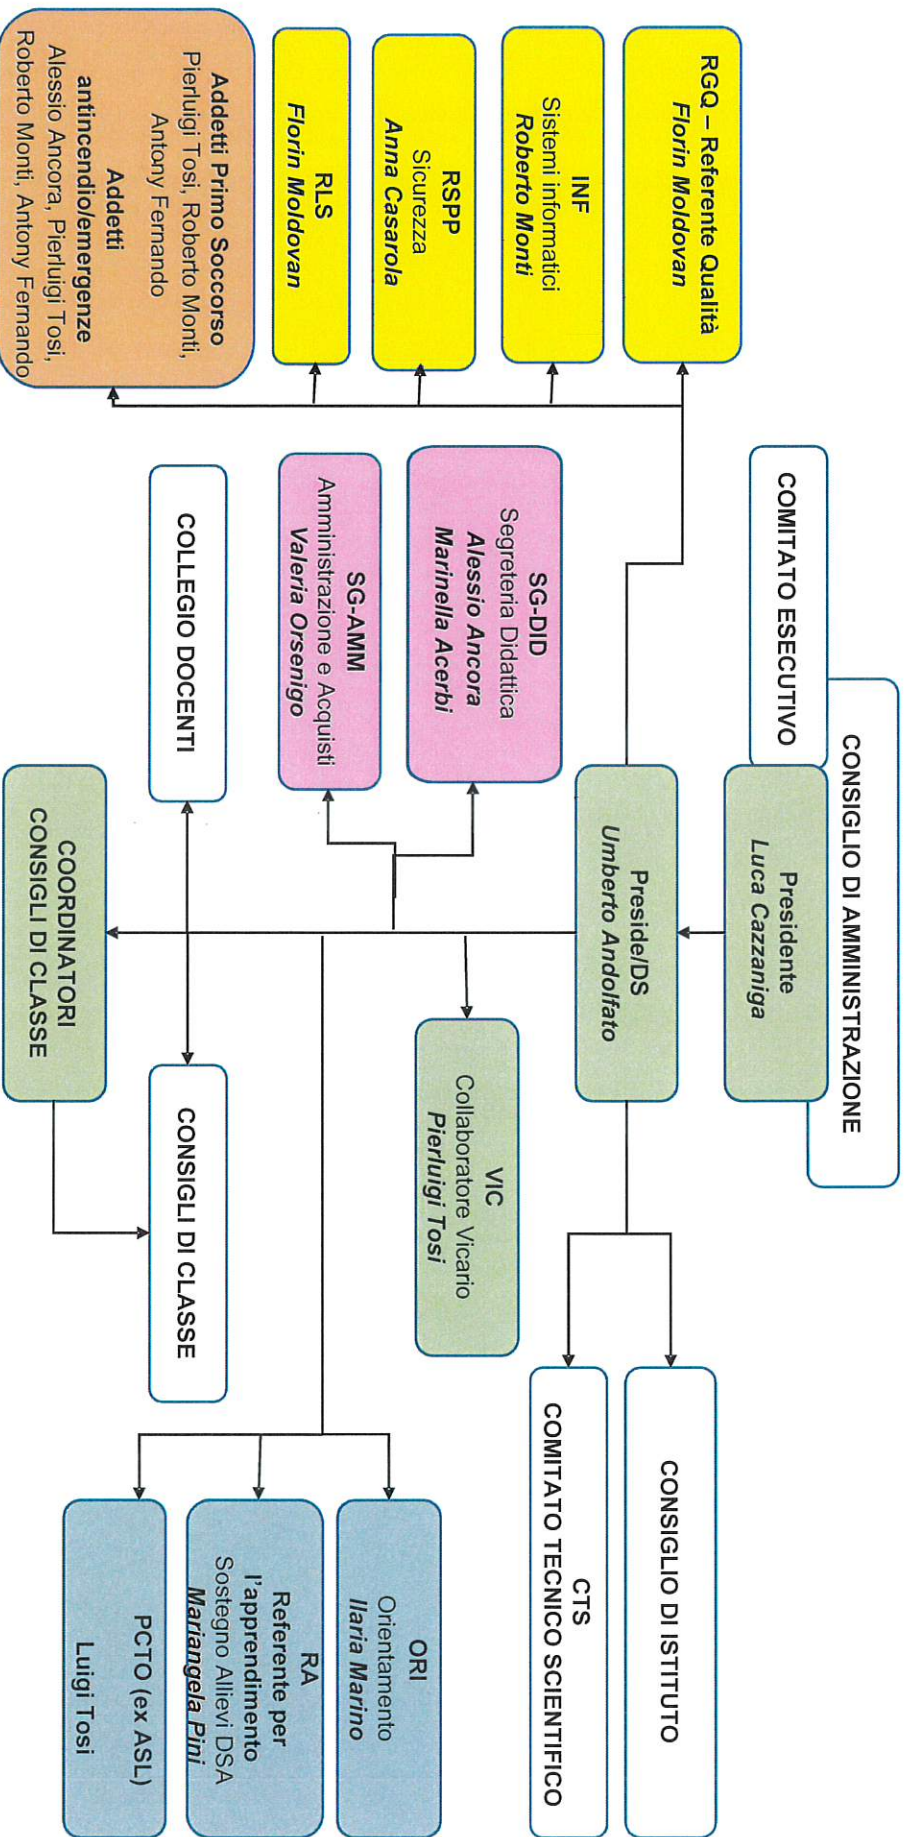 CONSIGLIO DI AMMINISTRAZIONE
COMITATO ESECUTIVO
Presidente
Luca Cazzaniga
RGQ – Referente Qualità
Florin Moldovan
Preside/DS
Umberto Andolfato
CONSIGLIO DI ISTITUTO
INF
Sistemi informatici
Roberto Monti
CTS
COMITATO TECNICO SCIENTIFICO
RSPP
Sicurezza
Anna Casarola
SG-DID
Segreteria Didattica
Alessio Ancora
Marinella Acerbi
VIC
Collaboratore Vicario
Pierluigi Tosi
RLS
Florin Moldovan
SG-AMM
Amministrazione e Acquisti
Valeria Orsenigo
ORI
Orientamento
Ilaria Marino
Addetti Primo Soccorso
Pierluigi Tosi, Roberto Monti,
Antony Fernando
Addetti
antincendio/emergenze
Alessio Ancora, Pierluigi Tosi,
Roberto Monti, Antony Fernando
COLLEGIO DOCENTI
CONSIGLI DI CLASSE
RA
Referente per
l'apprendimento
Sostegno Allievi DSA
Mariangela Pini
COORDINATORI
CONSIGLI DI CLASSE
PCTO (ex ASL)
Luigi Tosi